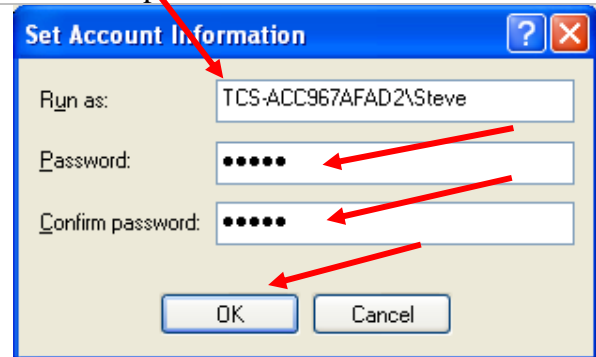 Set Account Information
Run as: TCS-ACC967AFAD2\Steve
Password: •••••
Confirm password: •••••
OK Cancel